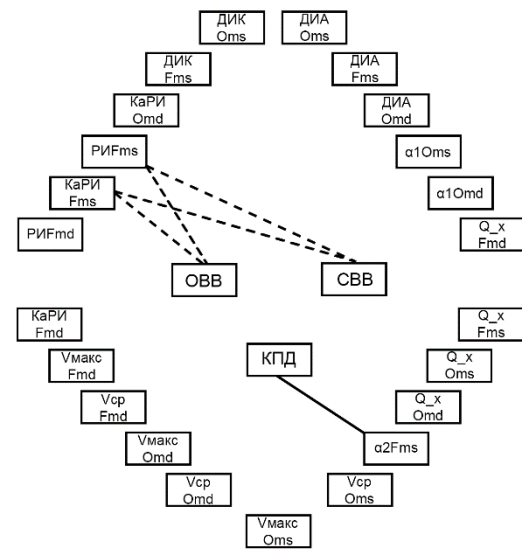 ДИК
Oms
ДИА
Oms
ДИК
Fms
ДИА
Fms
КаРИ
Omd
ДИА
Omd
РИFms
α1Oms
КаРИ
Fms
α1Omd
РИFmd
Q_x
Fmd
ОВВ
СВВ
КаРИ
Fmd
Q_x
Fms
Vмакс
Fmd
КПД
Q_x
Oms
Vср
Fmd
Q_x
Omd
Vмакс
Omd
α2Fms
Vср
Omd
Vср
Oms
Vмакс
Oms